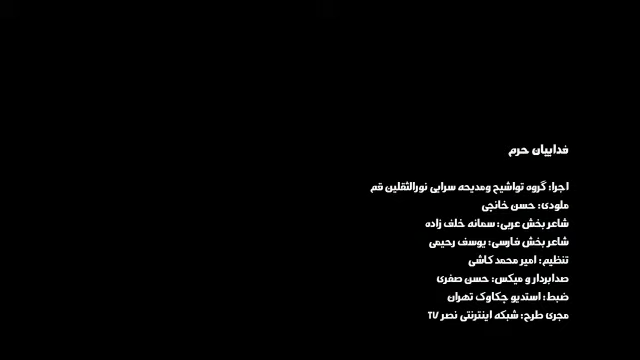 فداییان حرم
اجرا: گروه تواشیح ومدیحه سرایی نورالثقلین قم
ملودی: حسن خانچی
شاعر بخش عربی: سمانه خلف زاده
شاعر بخش فارسی: یوسف رحیمی
تنظیم: امیر محمد کاشی
صدابردار و میکس: حسن صفری
ضبط: استدیو چکاوک تهران
مجری طرح: شبکه اینترنتی نصر TV